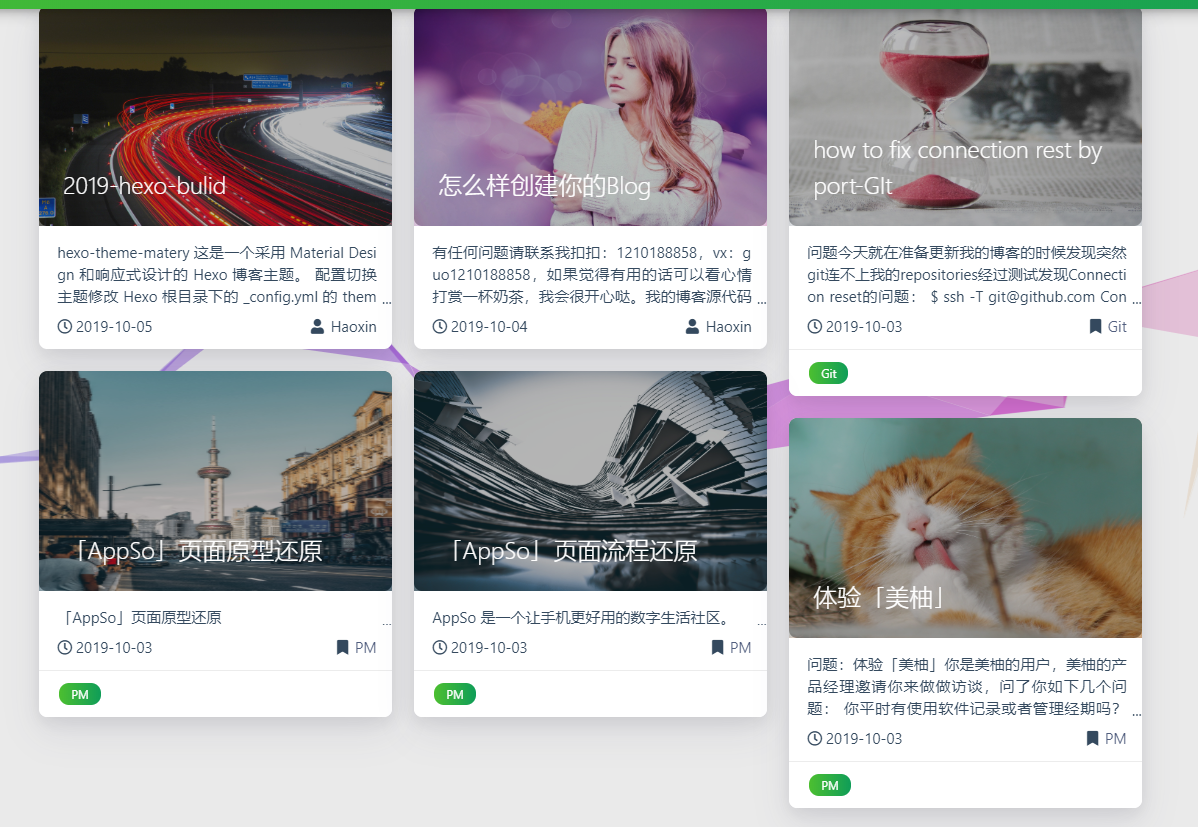 2019-hexo-bulid
hexo-theme-matery 这是一个采用 Material Desi
gn 和响应式设计的 Hexo 博客主题。 配置切换
主题修改 Hexo 根目录下的 _config.yml 的 them ...
2019-10-05 Haoxin
怎么样创建你的Blog
有任何问题请联系我扣扣：1210188858，vx：g
uo1210188858，如果觉得有用的话可以看心情
打赏一杯奶茶，我会很开心哒。我的博客源代码 ...
2019-10-04 Haoxin
how to fix connection rest by
port-GIt
问题今天就在准备更新我的博客的时候发现突然
git连不上我的repositories经过测试发现Connecti
on reset的问题： $ ssh -T git@github.com Con ...
2019-10-03 Git
Git
「AppSo」页面原型还原
「AppSo」页面原型还原 ...
2019-10-03 PM
PM
「AppSo」页面流程还原
AppSo 是一个让手机更好用的数字生活社区。 ...
2019-10-03 PM
PM
体验「美柚」
问题：体验「美柚」你是美柚的用户，美柚的产
品经理邀请你来做做访谈，问了你如下几个问
题： 你平时有使用软件记录或者管理经期吗？ ...
2019-10-03 PM
PM